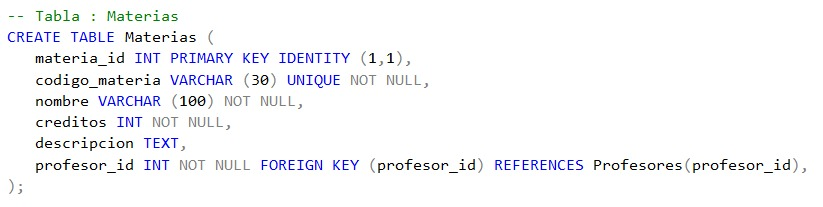 -- Tabla : Materias
CREATE TABLE Materias (
materia_id INT PRIMARY KEY IDENTITY (1,1),
codigo_materia VARCHAR (30) UNIQUE NOT NULL,
nombre VARCHAR (100) NOT NULL,
creditos INT NOT NULL,
descripcion TEXT,
profesor_id INT NOT NULL FOREIGN KEY (profesor_id) REFERENCES Profesores(profesor_id),
);